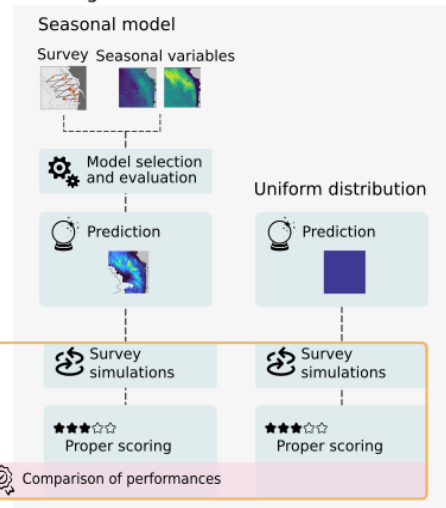 Seasonal model
Survey Seasonal variables
Model selection
and evaluation
Uniform distribution
Prediction
Prediction
Survey
simulations
Survey
simulations
Proper scoring
Proper scoring
Comparison of performances